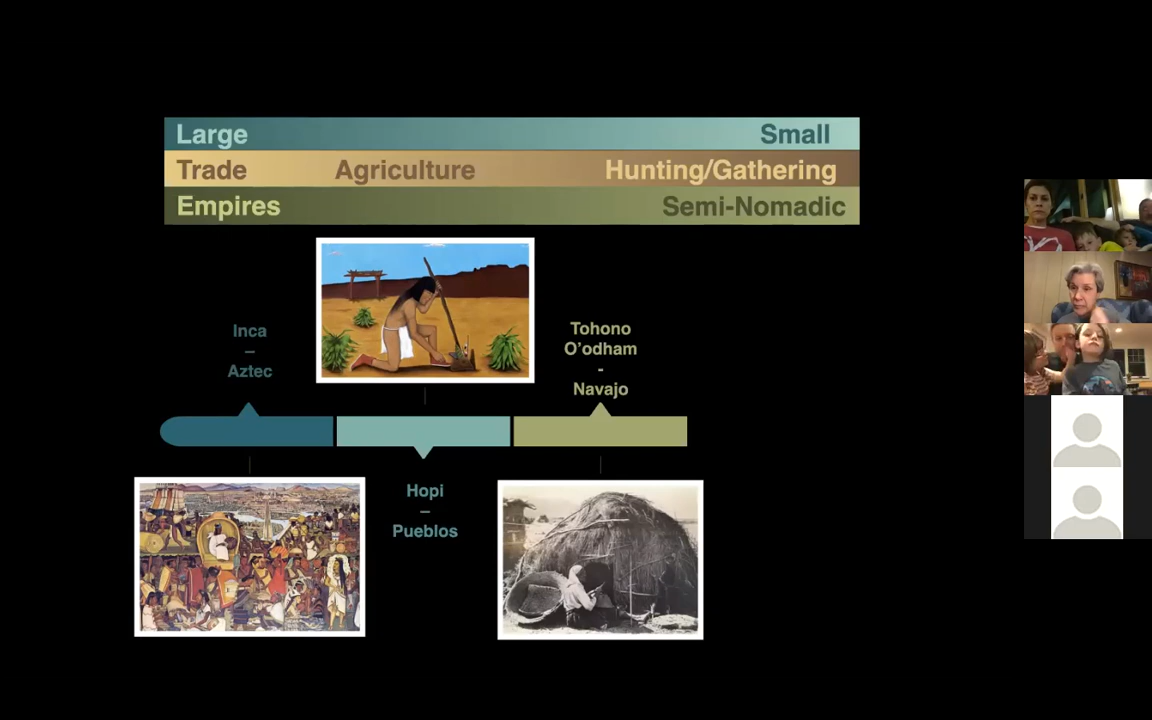 Large Small
Trade Agriculture Hunting/Gathering
Empires Semi-Nomadic
Inca
–
Aztec
Tohono
O'odham
-
Navajo
Hopi
–
Pueblos